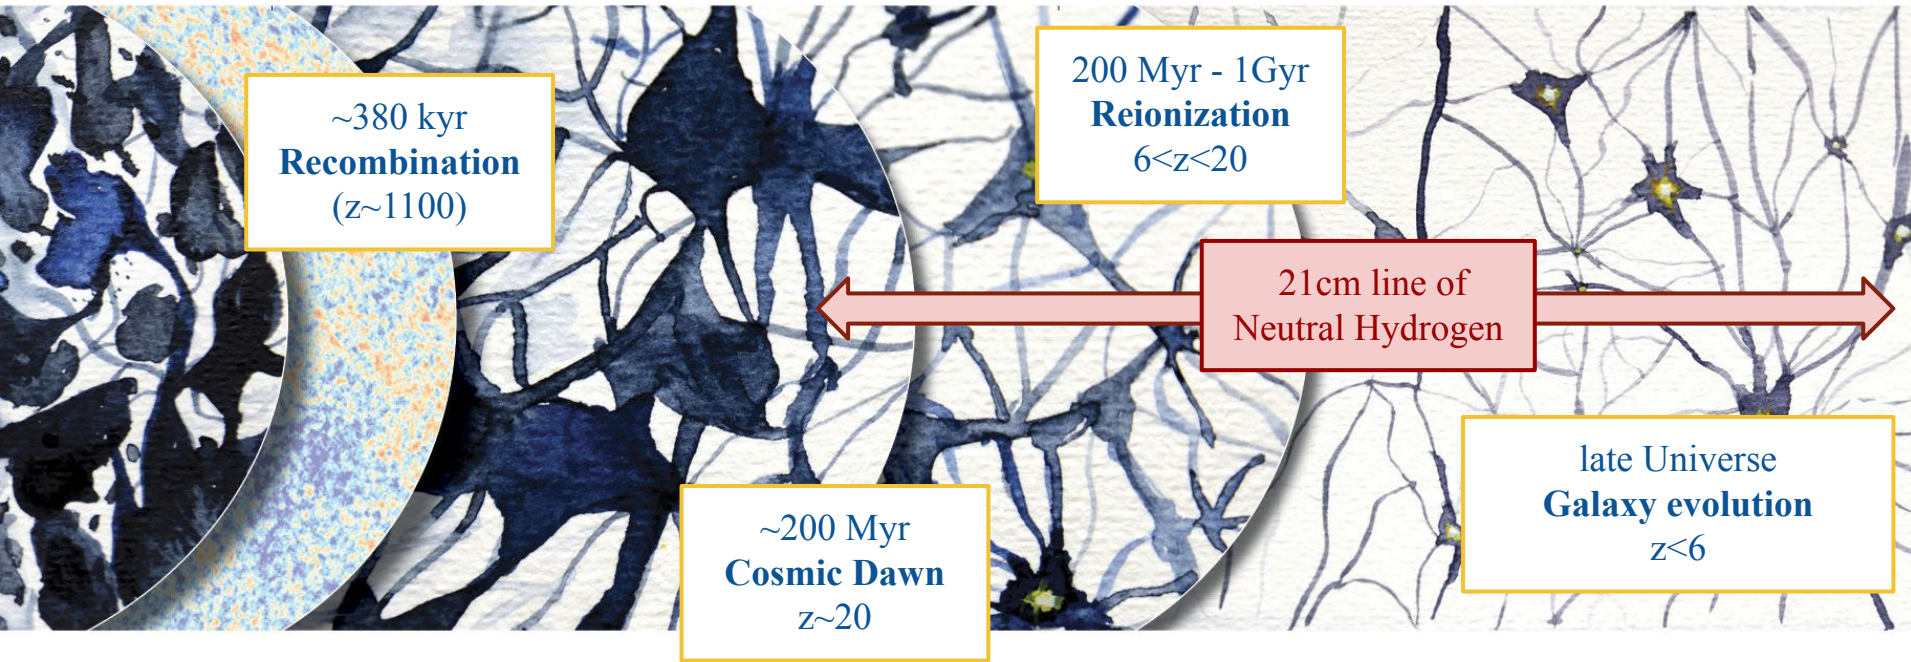 ~380 kyr
Recombination
(z~1100)
200 Myr - 1Gyr
Reionization
6<z<20
21cm line of
Neutral Hydrogen
~200 Myr
Cosmic Dawn
z~20
late Universe
Galaxy evolution
z<6